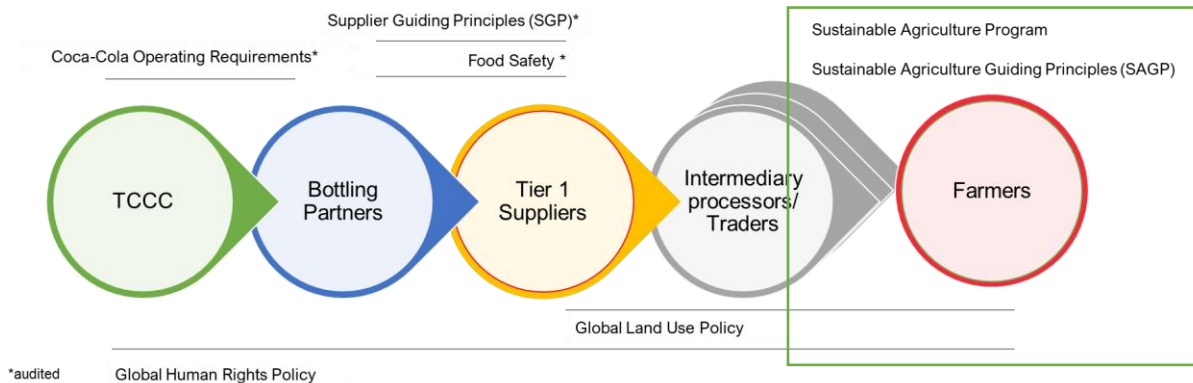 Supplier Guiding Principles (SGP)*
Sustainable Agriculture Program
Coca-Cola Operating Requirements*
Food Safety *
Sustainable Agriculture Guiding Principles (SAGP)
TCCC
Bottling
Partners
Tier 1
Suppliers
Intermediary
processors/
Traders
Farmers
Global Land Use Policy
*audited
Global Human Rights Policy